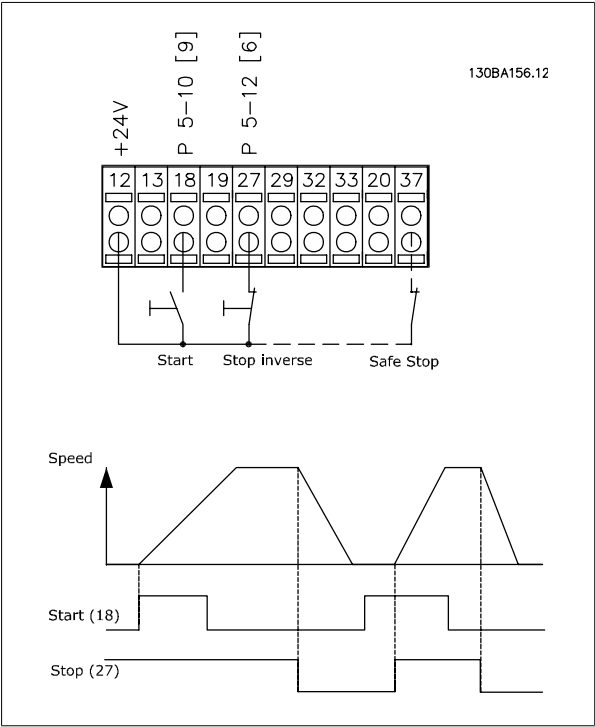 130BA156.12
+24V
P 5-10 [9]
P 5-12 [6]
12 13 18 19 27 29 32 33 20 37
Start
Stop inverse
Safe Stop
Speed
Start (18)
Stop (27)